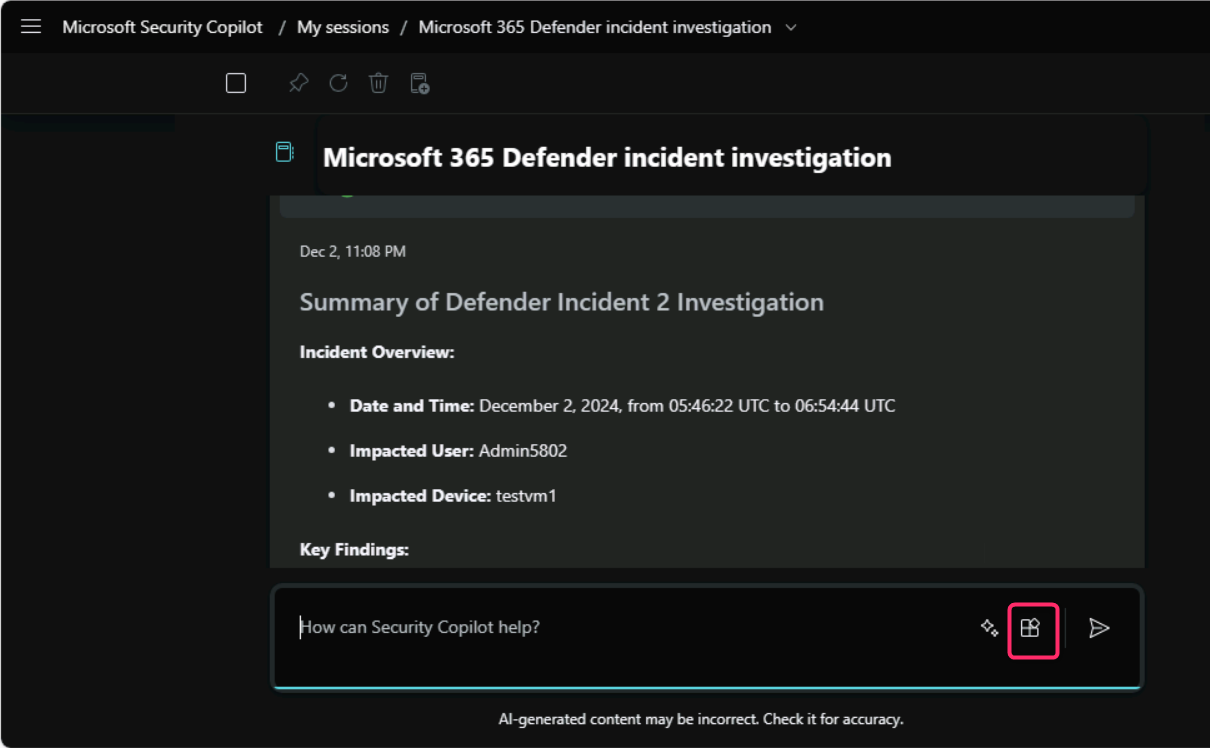 Microsoft Security Copilot / My sessions / Microsoft 365 Defender incident investigation
Microsoft 365 Defender incident investigation
Dec 2, 11:08 PM
Summary of Defender Incident 2 Investigation
Incident Overview:
• Date and Time: December 2, 2024, from 05:46:22 UTC to 06:54:44 UTC
• Impacted User: Admin5802
• Impacted Device: testvm1
Key Findings:
How can Security Copilot help?
AI-generated content may be incorrect. Check it for accuracy.